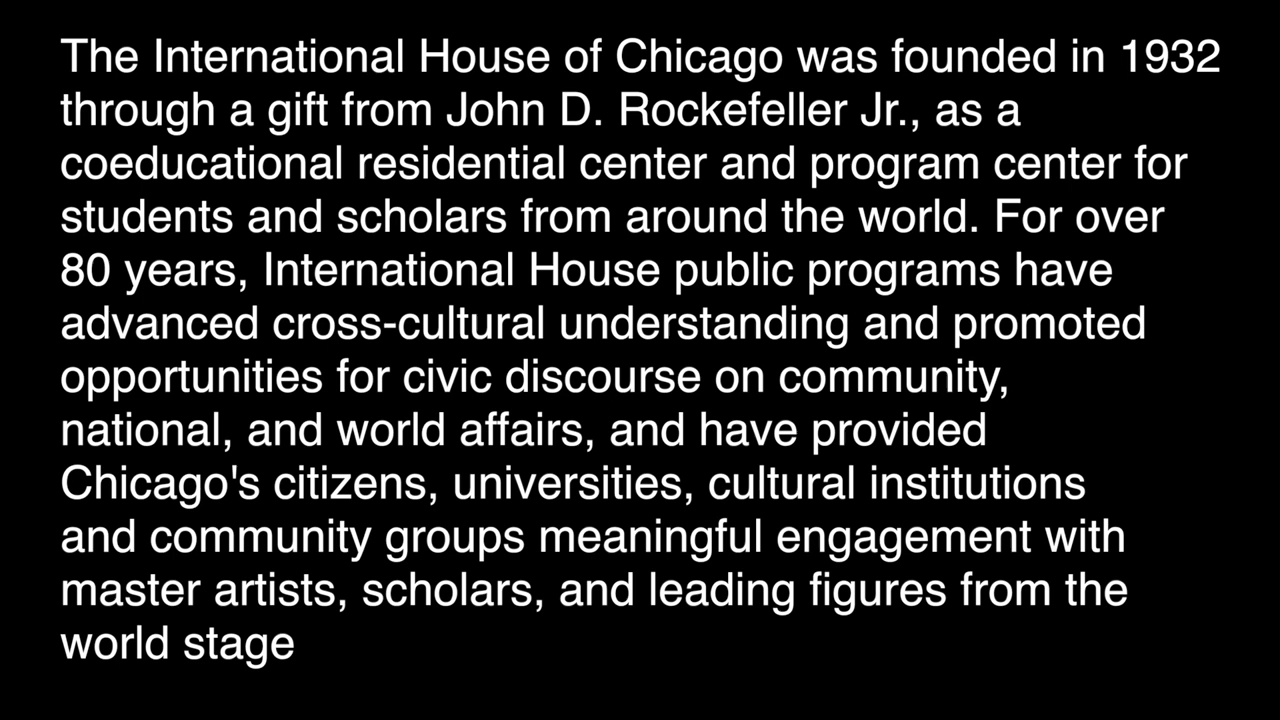 The International House of Chicago was founded in 1932
through a gift from John D. Rockefeller Jr., as a
coeducational residential center and program center for
students and scholars from around the world. For over
80 years, International House public programs have
advanced cross-cultural understanding and promoted
opportunities for civic discourse on community,
national, and world affairs, and have provided
Chicago's citizens, universities, cultural institutions
and community groups meaningful engagement with
master artists, scholars, and leading figures from the
world stage